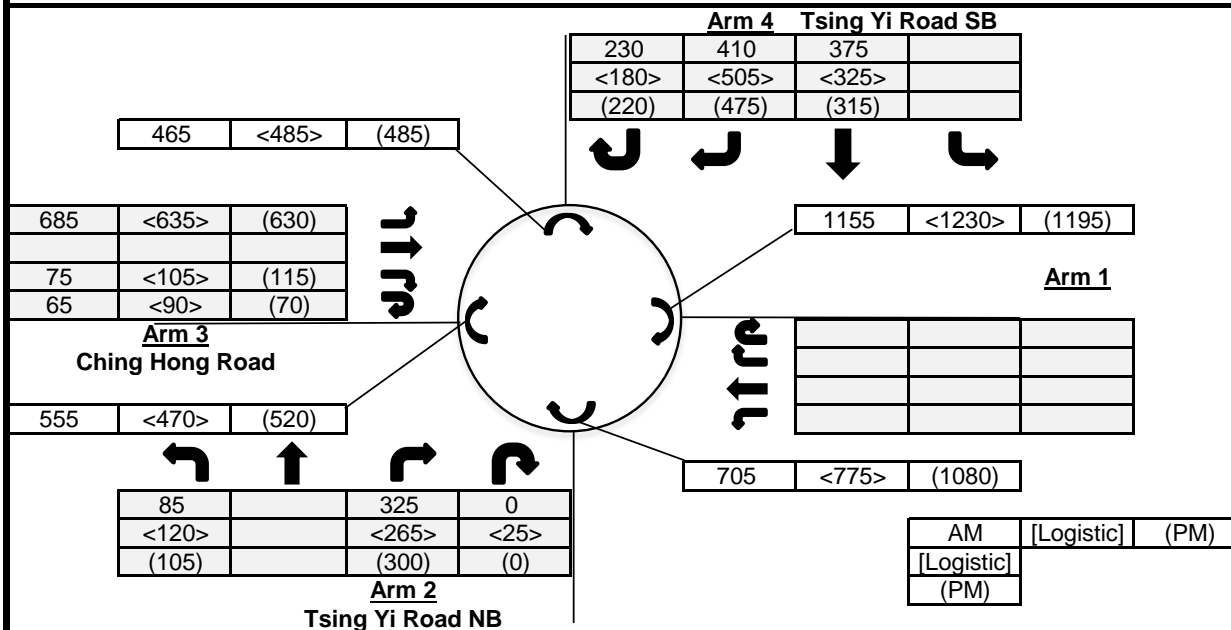 Arm 4 Tsing Yi Road SB
230 410 375
<180> <505> <325>
(220) (475) (315)
465 <485> (485)
685 <635> (630)
75 <105> (115)
65 <90> (70)
Arm 3
Ching Hong Road
1155 <1230> (1195)
Arm 1
555 <470> (520)
705 <775> (1080)
85 325 0
<120> <265> <25>
(105) (300) (0)
Arm 2
Tsing Yi Road NB
AM [Logistic] (PM)
[Logistic]
(PM)